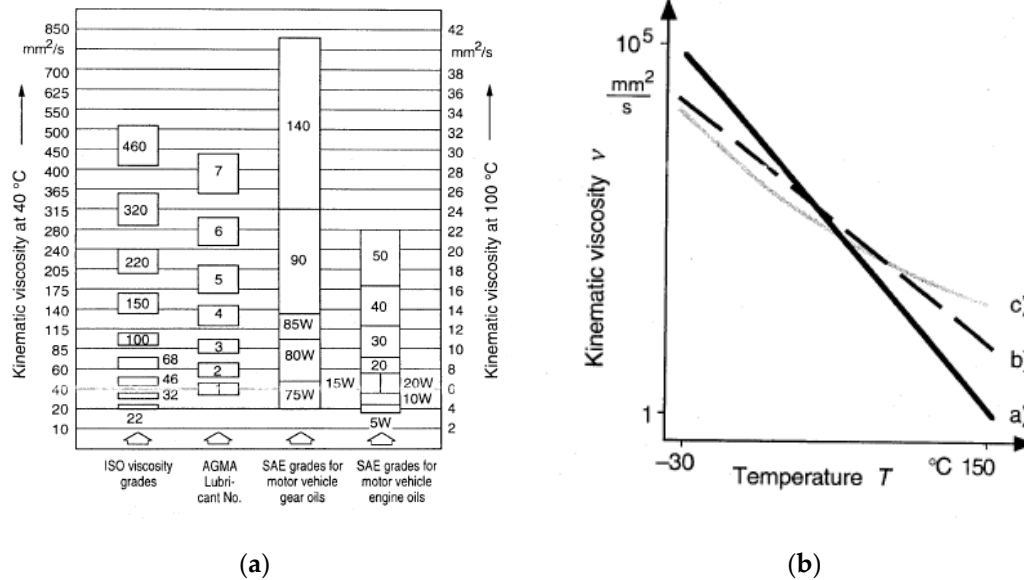 850
mm²/s
700
625
550
500
450
400
365
315
280
240
205
175
140
115
85
60
40
20
10
Kinematic viscosity at 40 °C
460
320
220
150
100
68
46
32
22
7
6
5
4
3
2
1
140
90
85W
80W
75W
15W
50
40
30
20
20W
10W
5W
42
mm²/s
38
36
34
32
30
28
26
24
22
20
18
16
14
12
10
8
6
4
2
Kinematic viscosity at 100 °C
ISO viscosity
grades
AGMA
Lubri-
cant No.
SAE grades for
motor vehicle
gear oils
SAE grades for
motor vehicle
engine oils
(a)
10⁵
mm²
s
Kinematic viscosity ν
1
c)
b)
a)
−30
Temperature T
°C 150
(b)